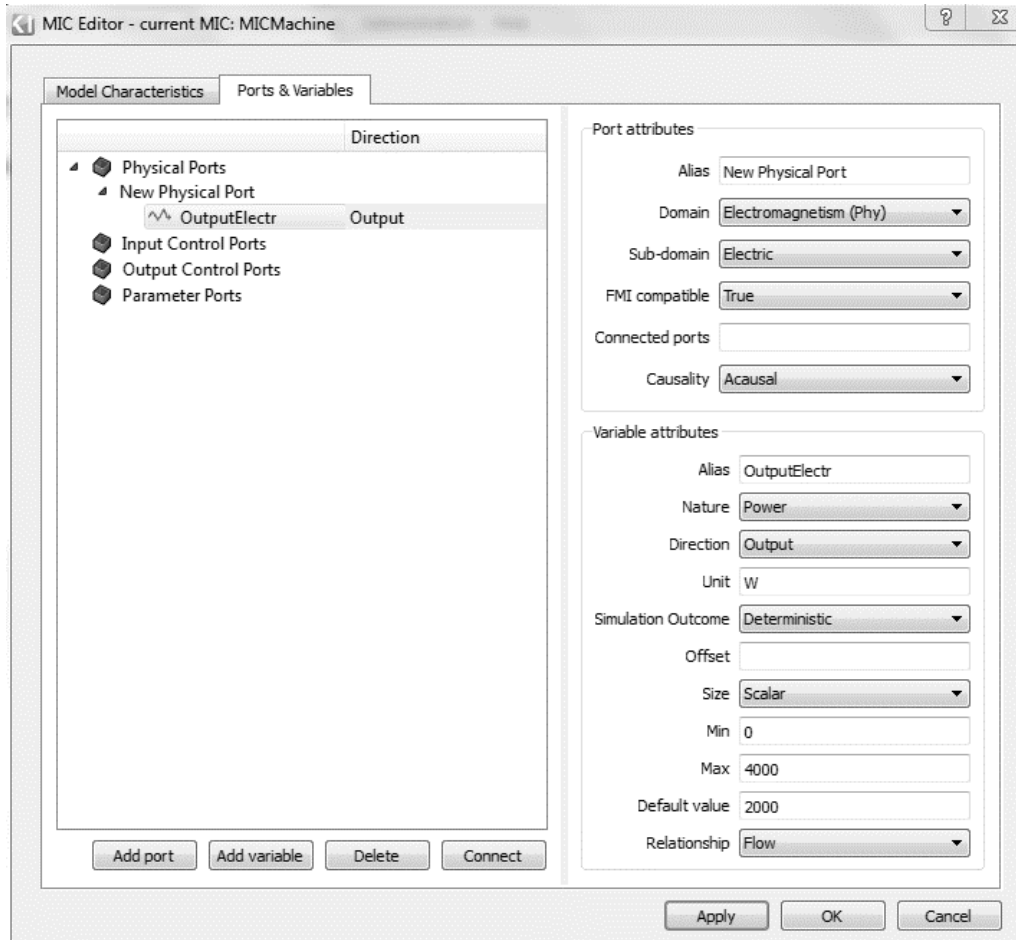 MIC Editor - current MIC: MICMachine
Model Characteristics
Ports & Variables
Direction
Physical Ports
New Physical Port
OutputElectr Output
Input Control Ports
Output Control Ports
Parameter Ports
Add port
Add variable
Delete
Connect
Port attributes
Alias New Physical Port
Domain Electromagnetism (Phy)
Sub-domain Electric
FMI compatible True
Connected ports
Causality Acausal
Variable attributes
Alias OutputElectr
Nature Power
Direction Output
Unit W
Simulation Outcome Deterministic
Offset
Size Scalar
Min 0
Max 4000
Default value 2000
Relationship Flow
Apply
OK
Cancel